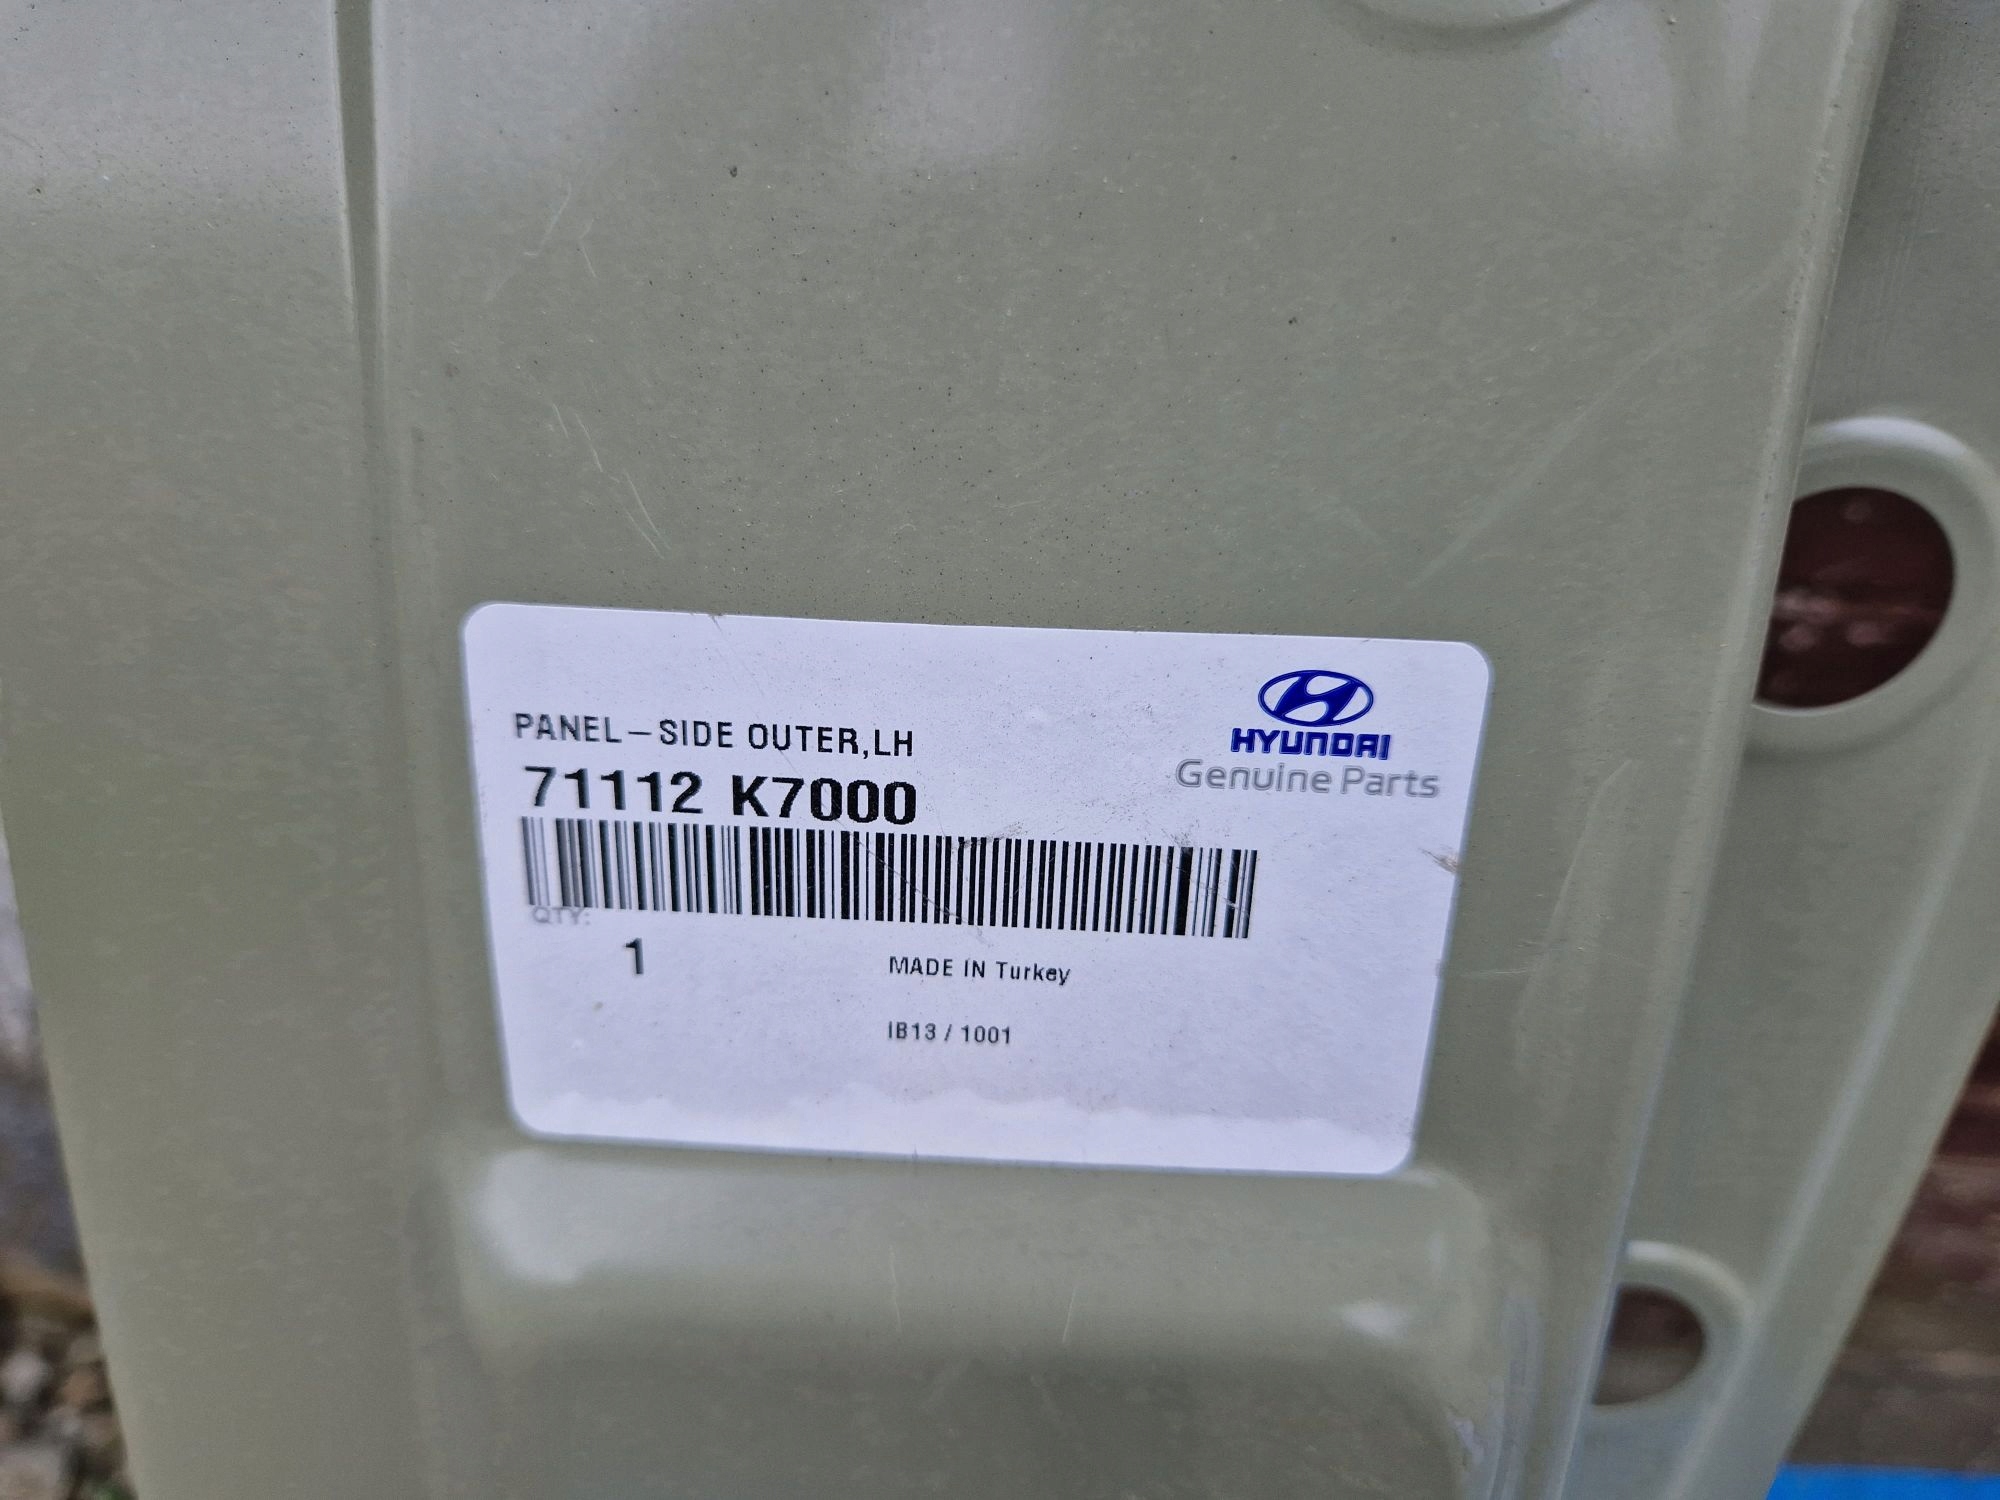 HYUNDAI
Genuine Parts
PANEL-SIDE OUTER,LH
71112 K7000
QTY:
1
MADE IN Turkey
IB13 / 1001